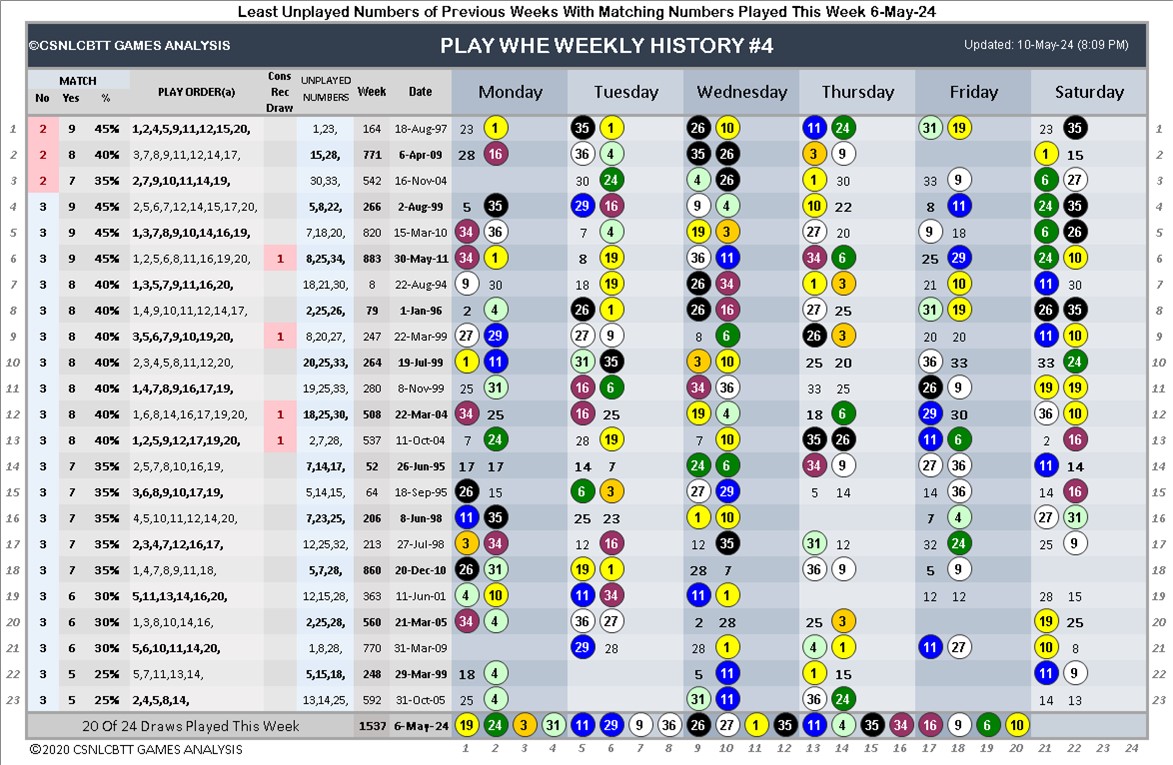 Least Unplayed Numbers of Previous Weeks With Matching Numbers Played This Week 6-May-24
©CSNLCBTT GAMES ANALYSIS PLAY WHE WEEKLY HISTORY #4 Updated: 10-May-24 (8:09 PM)
MATCH No Yes % PLAY ORDER(a) Cons Rec Draw UNPLAYED NUMBERS Week Date Monday Tuesday Wednesday Thursday Friday Saturday
1 2 9 45% 1,2,4,5,9,11,12,15,20, 1,23, 164 18-Aug-97 23 1 35 1 26 10 11 24 31 19 23 35 1
2 2 8 40% 3,7,8,9,11,12,14,17, 15,28, 771 6-Apr-09 28 16 36 4 35 26 3 9 1 15 2
3 2 7 35% 2,7,9,10,11,14,19, 30,33, 542 16-Nov-04 30 24 4 26 1 30 33 9 6 27 3
4 3 9 45% 2,5,6,7,12,14,15,17,20, 5,8,22, 266 2-Aug-99 5 35 29 16 9 4 10 22 8 11 24 35 4
5 3 9 45% 1,3,7,8,9,10,14,16,19, 7,18,20, 820 15-Mar-10 34 36 7 4 19 3 27 20 9 18 6 26 5
6 3 9 45% 1,2,5,6,8,11,16,19,20, 1 8,25,34, 883 30-May-11 34 1 8 19 36 11 34 6 25 29 24 10 6
7 3 8 40% 1,3,5,7,9,11,16,20, 18,21,30, 8 22-Aug-94 9 30 18 19 26 34 1 3 21 10 11 30 7
8 3 8 40% 1,4,9,10,11,12,14,17, 2,25,26, 79 1-Jan-96 2 4 26 1 26 16 27 25 31 19 26 35 8
9 3 8 40% 3,5,6,7,9,10,19,20, 1 8,20,27, 247 22-Mar-99 27 29 27 9 8 6 26 3 20 20 11 10 9
10 3 8 40% 2,3,4,5,8,11,12,20, 20,25,33, 264 19-Jul-99 1 11 31 35 3 10 25 20 36 33 33 24 10
11 3 8 40% 1,4,7,8,9,16,17,19, 19,25,33, 280 8-Nov-99 25 31 16 6 34 36 33 25 26 9 19 19 11
12 3 8 40% 1,6,8,14,16,17,19,20, 1 18,25,30, 508 22-Mar-04 34 25 16 25 19 4 18 6 29 30 36 10 12
13 3 8 40% 1,2,5,9,12,17,19,20, 1 2,7,28, 537 11-Oct-04 7 24 28 19 7 10 35 26 11 6 2 16 13
14 3 7 35% 2,5,7,8,10,16,19, 7,14,17, 52 26-Jun-95 17 17 14 7 24 6 34 9 27 36 11 14 14
15 3 7 35% 3,6,8,9,10,17,19, 5,14,15, 64 18-Sep-95 26 15 6 3 27 29 5 14 14 36 14 16 15
16 3 7 35% 4,5,10,11,12,14,20, 7,23,25, 206 8-Jun-98 11 35 25 23 1 10 7 4 27 31 16
17 3 7 35% 2,3,4,7,12,16,17, 12,25,32, 213 27-Jul-98 3 34 12 16 12 35 31 12 32 24 25 9 17
18 3 7 35% 1,4,7,8,9,11,18, 5,7,28, 860 20-Dec-10 26 31 19 1 28 7 36 9 5 9 18
19 3 6 30% 5,11,13,14,16,20, 12,15,28, 363 11-Jun-01 4 10 11 34 11 1 12 12 28 15 19
20 3 6 30% 1,3,8,10,14,16, 2,25,28, 560 21-Mar-05 34 4 36 27 2 28 25 3 19 25 20
21 3 6 30% 5,6,10,11,14,20, 1,8,28, 770 31-Mar-09 29 28 28 1 4 1 11 27 10 8 21
22 3 5 25% 5,7,11,13,14, 5,15,18, 248 29-Mar-99 18 4 5 11 1 15 11 9 22
23 3 5 25% 2,4,5,8,14, 13,14,25, 592 31-Oct-05 25 4 31 11 36 24 14 13 23
20 Of 24 Draws Played This Week 1537 6-May-24 19 24 3 31 11 29 9 36 26 27 1 35 11 4 35 34 16 9 6 10
©2020 CSNLCBTT GAMES ANALYSIS 1 2 3 4 5 6 7 8 9 10 11 12 13 14 15 16 17 18 19 20 21 22 23 24